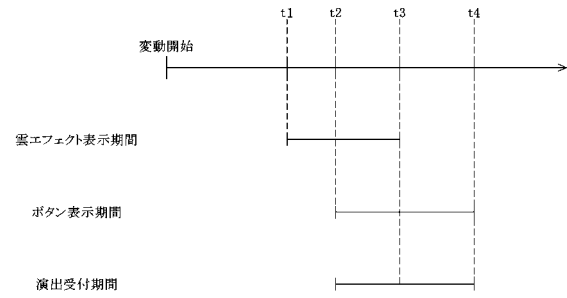 t1 t2 t3 t4
変動開始
雲エフェクト表示期間
ボタン表示期間
演出受付期間